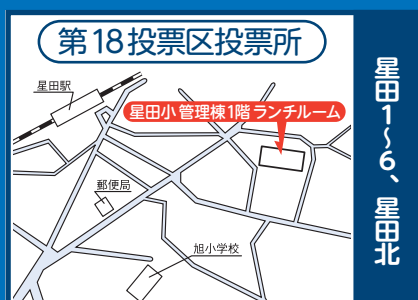 第18投票区投票所
星田駅
星田小 管理棟1階 ランチルーム
郵便局
旭小学校
星田1~6、星田北